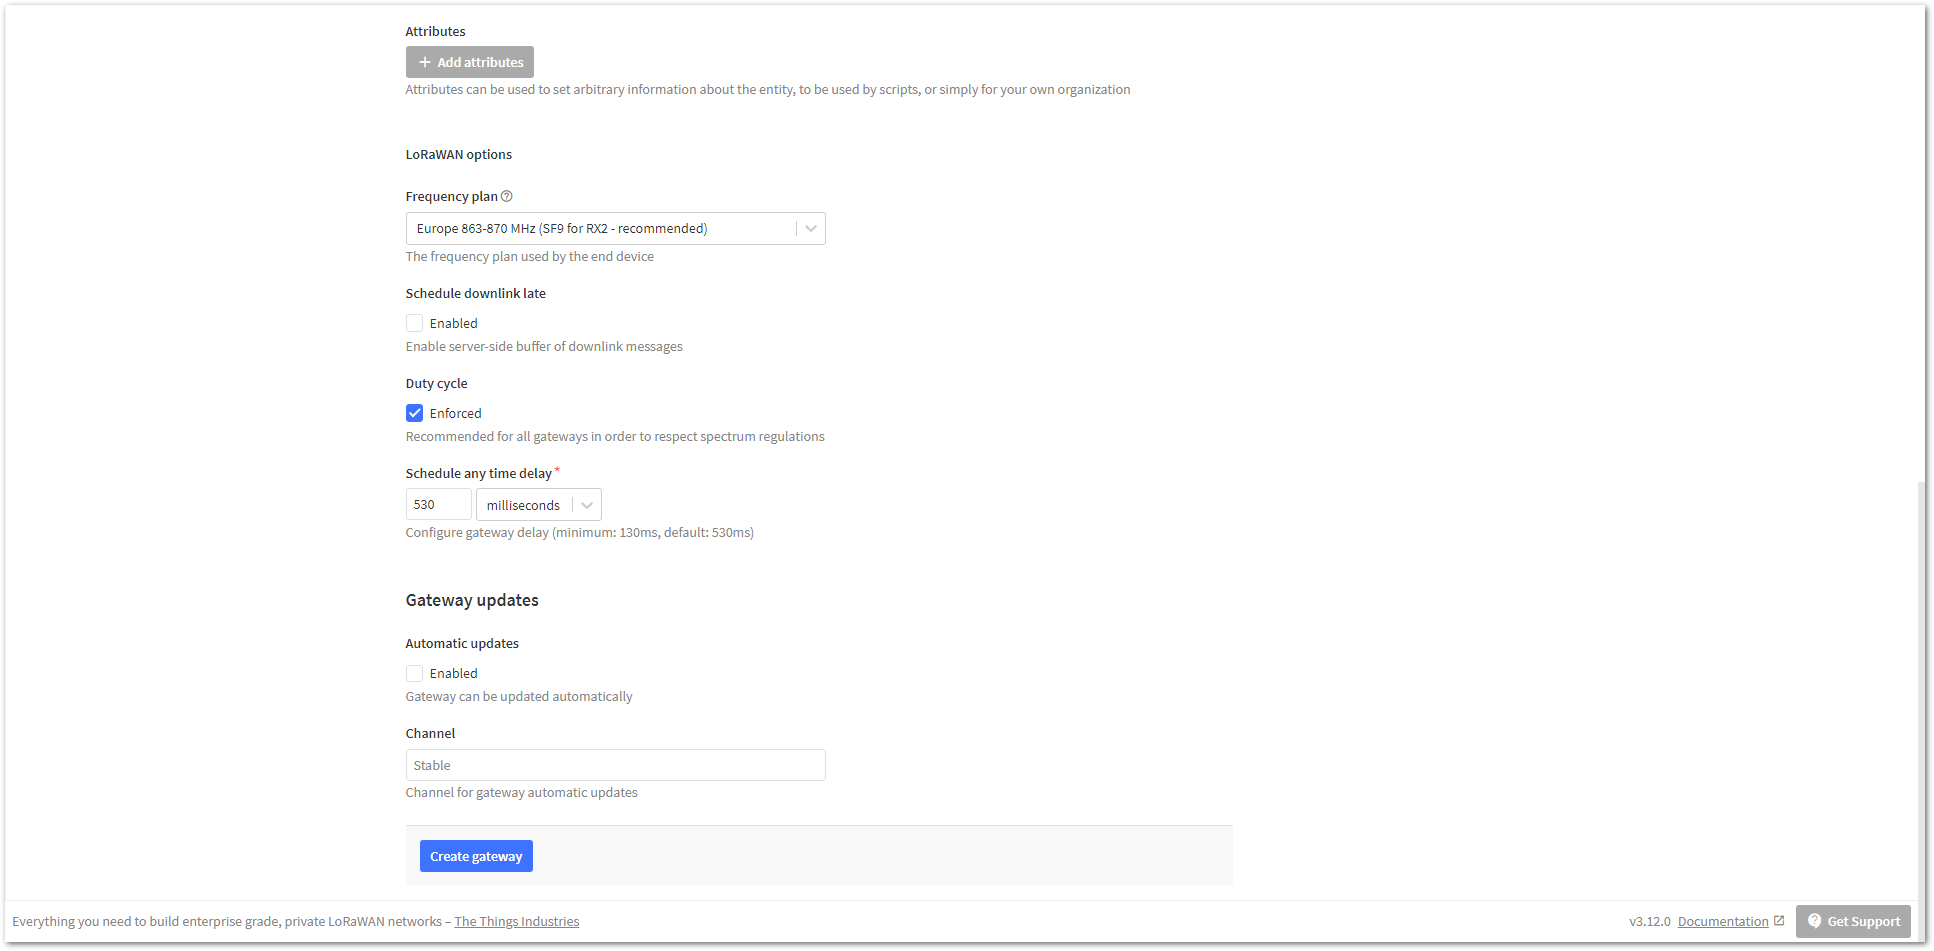 Attributes
+ Add attributes
Attributes can be used to set arbitrary information about the entity, to be used by scripts, or simply for your own organization
LoRaWAN options
Frequency plan
Europe 863-870 MHz (SF9 for RX2 - recommended)
The frequency plan used by the end device
Schedule downlink late
Enabled
Enable server-side buffer of downlink messages
Duty cycle
Enforced
Recommended for all gateways in order to respect spectrum regulations
Schedule any time delay *
530 milliseconds
Configure gateway delay (minimum: 130ms, default: 530ms)
Gateway updates
Automatic updates
Enabled
Gateway can be updated automatically
Channel
Stable
Channel for gateway automatic updates
Create gateway
Everything you need to build enterprise grade, private LoRaWAN networks – The Things Industries
v3.12.0 Documentation Get Support